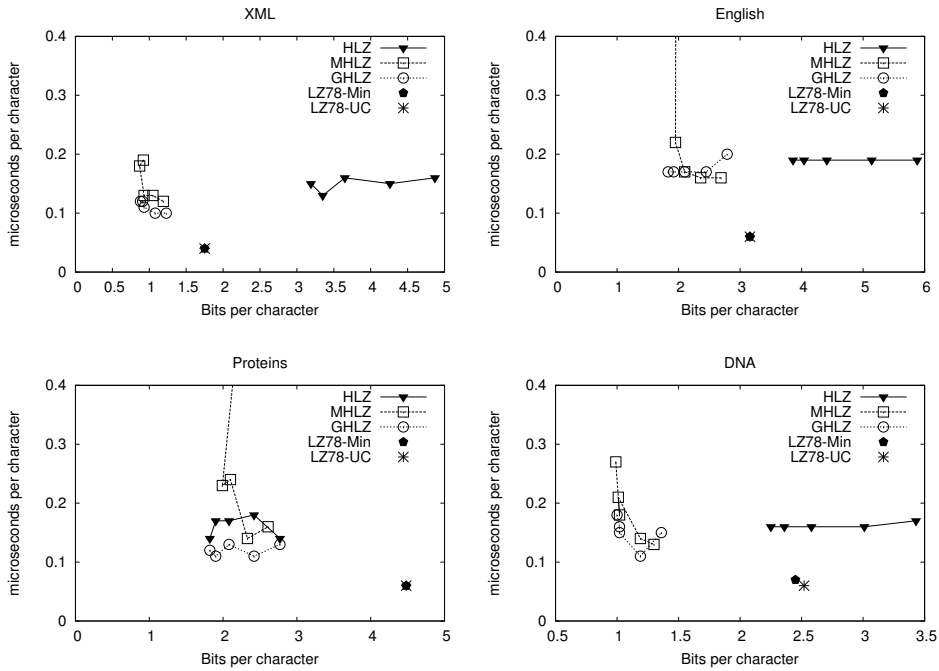 XML
0.4
0.3
0.2
0.1
0
microseconds per character
HLZ
MHLZ
GHLZ
LZ78-Min
LZ78-UC
0 0.5 1 1.5 2 2.5 3 3.5 4 4.5 5
Bits per character
English
0.4
0.3
0.2
0.1
0
microseconds per character
HLZ
MHLZ
GHLZ
LZ78-Min
LZ78-UC
0 1 2 3 4 5 6
Bits per character
Proteins
0.4
0.3
0.2
0.1
0
microseconds per character
HLZ
MHLZ
GHLZ
LZ78-Min
LZ78-UC
0 1 2 3 4 5
Bits per character
DNA
0.4
0.3
0.2
0.1
0
microseconds per character
HLZ
MHLZ
GHLZ
LZ78-Min
LZ78-UC
0.5 1 1.5 2 2.5 3 3.5
Bits per character